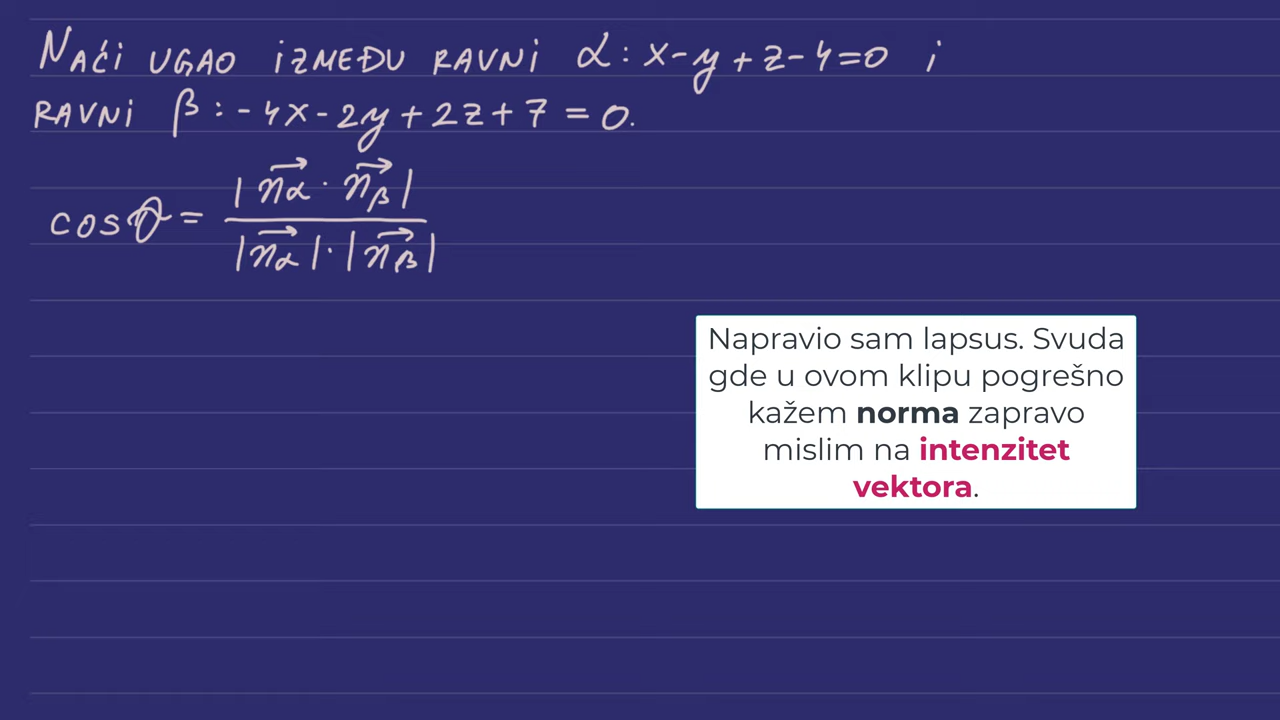 NAĆI UGAO IZMEĐU RAVNI α: x-y+z-4=0 i
RAVNI β: -4x-2y+2z+7=0.
cosθ = |n⃗α · n⃗β| / |n⃗α| · |n⃗β|
Napravio sam lapsus. Svuda
gde u ovom klipu pogrešno
kažem norma zapravo
mislim na intenzitet
vektora.